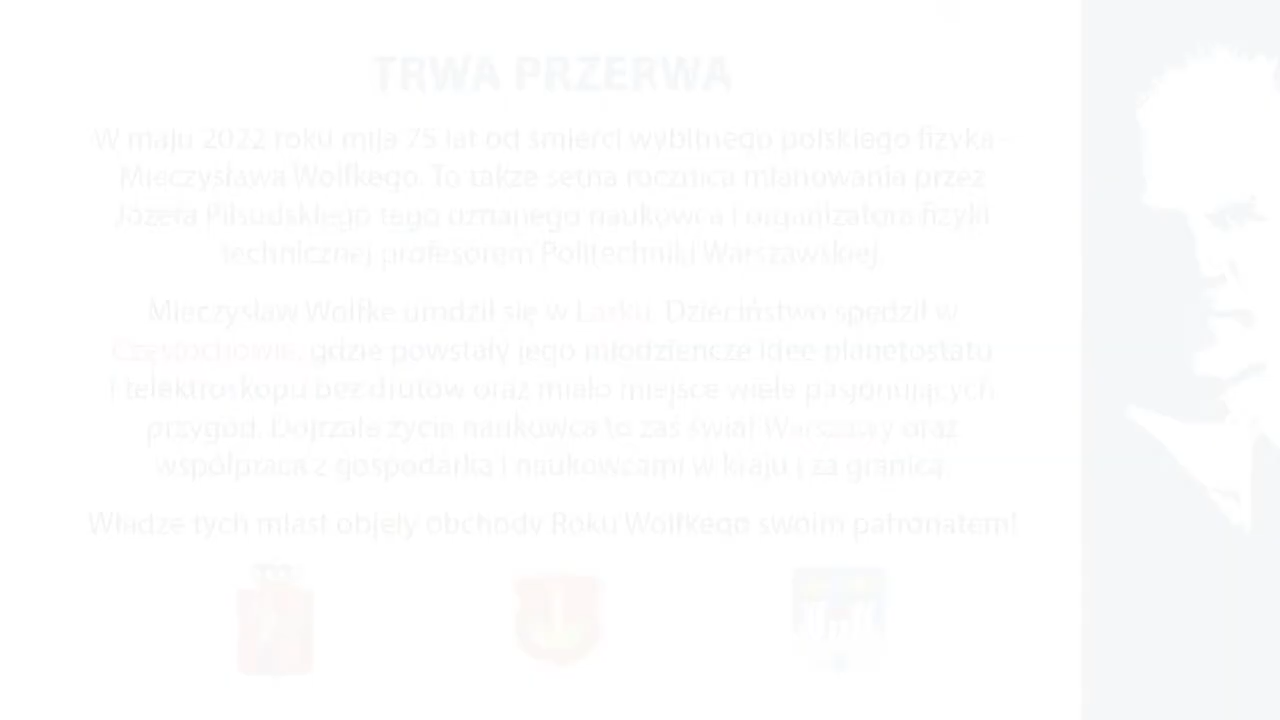 TRWA PRZERWA
W maju 2022 roku mija 75 lat od śmierci wybitnego polskiego fizyka –
Mieczysława Wolfkego. To także setna rocznica mianowania przez
Józefa Piłsudskiego tego uznanego naukowca i organizatora fizyki
technicznej profesorem Politechniki Warszawskiej.
Mieczysław Wolfke urodził się w Łasku. Dzieciństwo spędził w
Częstochowie, gdzie powstały jego młodzieńcze idee planetostatu
i telektroskopu bez drutów oraz miało miejsce wiele pasjonujących
przygód. Dojrzałe życie naukowca to zaś świat Warszawy oraz
współpraca z gospodarką i naukowcami w kraju i za granicą.
Władze tych miast objęły obchody Roku Wolfkego swoim patronatem!